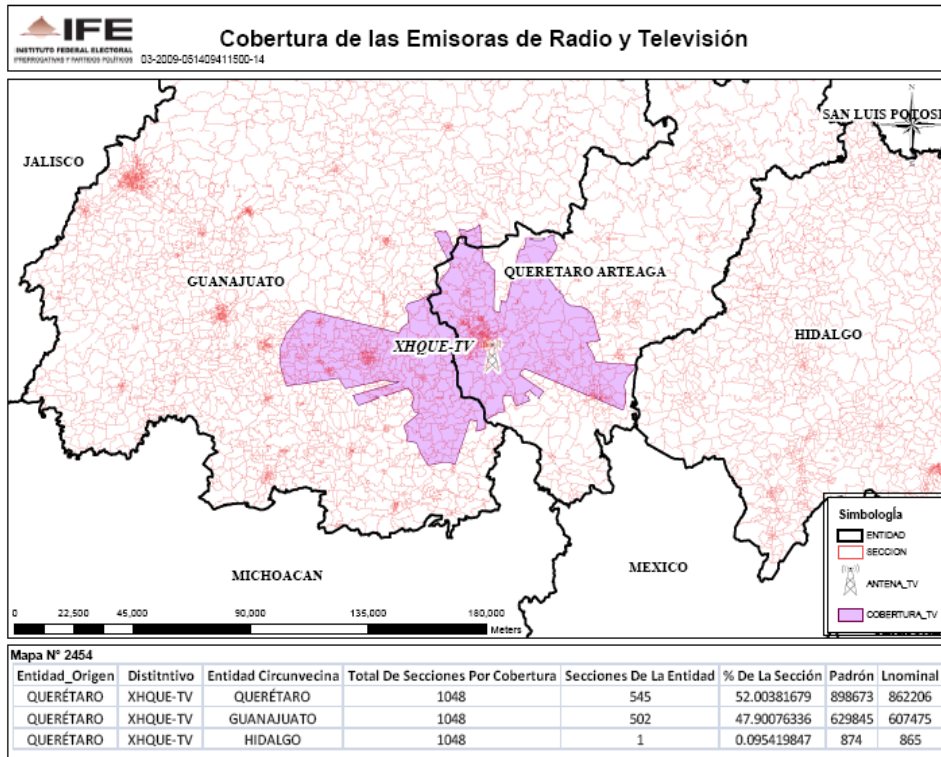 IFE
INSTITUTO FEDERAL ELECTORAL
PRERROGATIVAS Y PARTIDOS POLÍTICOS
03-2009-051409411500-14
Cobertura de las Emisoras de Radio y Televisión
N
SAN LUIS POTOSI
JALISCO
QUERETARO ARTEAGA
GUANAJUATO
HIDALGO
XHQUE-TV
MICHOACAN
MEXICO
0 22,500 45,000 90,000 135,000 180,000
Meters
Simbología
ENTIDAD
SECCION
ANTENA_TV
COBERTURA_TV
Mapa N° 2454
Entidad_Origen Distitntivo Entidad Circunvecina Total De Secciones Por Cobertura Secciones De La Entidad % De La Sección Padrón Lnominal
QUERÉTARO XHQUE-TV QUERÉTARO 1048 545 52.00381679 898673 862206
QUERÉTARO XHQUE-TV GUANAJUATO 1048 502 47.90076336 629845 607475
QUERÉTARO XHQUE-TV HIDALGO 1048 1 0.095419847 874 865